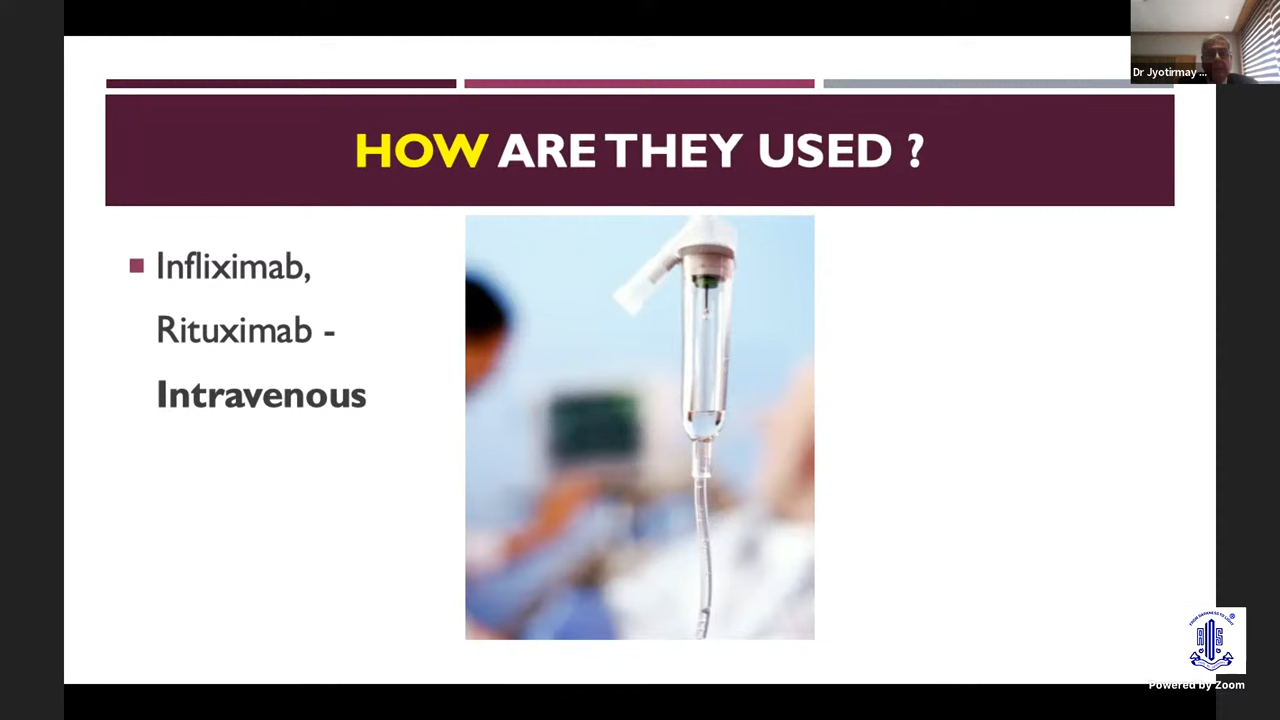 Dr Jyotirmay ...
HOW ARE THEY USED ?
Infliximab,
Rituximab -
Intravenous
Powered by Zoom